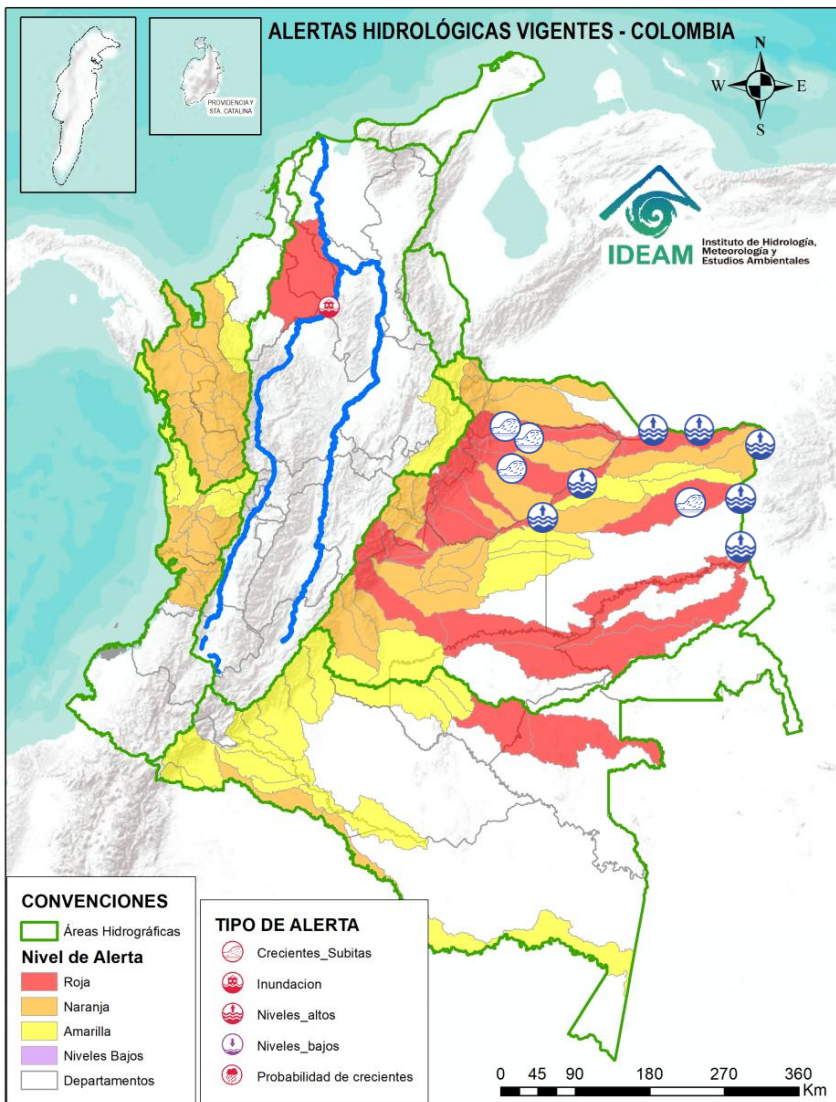 ALERTAS HIDROLÓGICAS VIGENTES - COLOMBIA
PROVIDENCIA Y
STA. CATALINA
N
W
E
S
IDEAM
Instituto de Hidrología,
Meteorología y
Estudios Ambientales
CONVENCIONES
Áreas Hidrográficas
Nivel de Alerta
Roja
Naranja
Amarilla
Niveles Bajos
Departamentos
TIPO DE ALERTA
Crecientes_Subitas
Inundacion
Niveles_altos
Niveles_bajos
Probabilidad de crecientes
0 45 90 180 270 360
Km